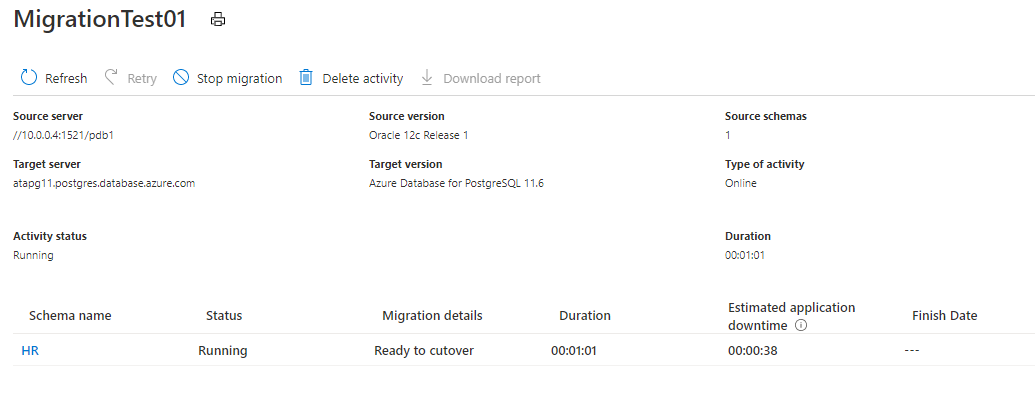 MigrationTest01
Refresh Retry Stop migration Delete activity Download report
Source server Source version Source schemas
//10.0.0.4:1521/pdb1 Oracle 12c Release 1 1
Target server Target version Type of activity
atapg11.postgres.database.azure.com Azure Database for PostgreSQL 11.6 Online
Activity status Duration
Running 00:01:01
Schema name Status Migration details Duration Estimated application downtime Finish Date
HR Running Ready to cutover 00:01:01 00:00:38 ---